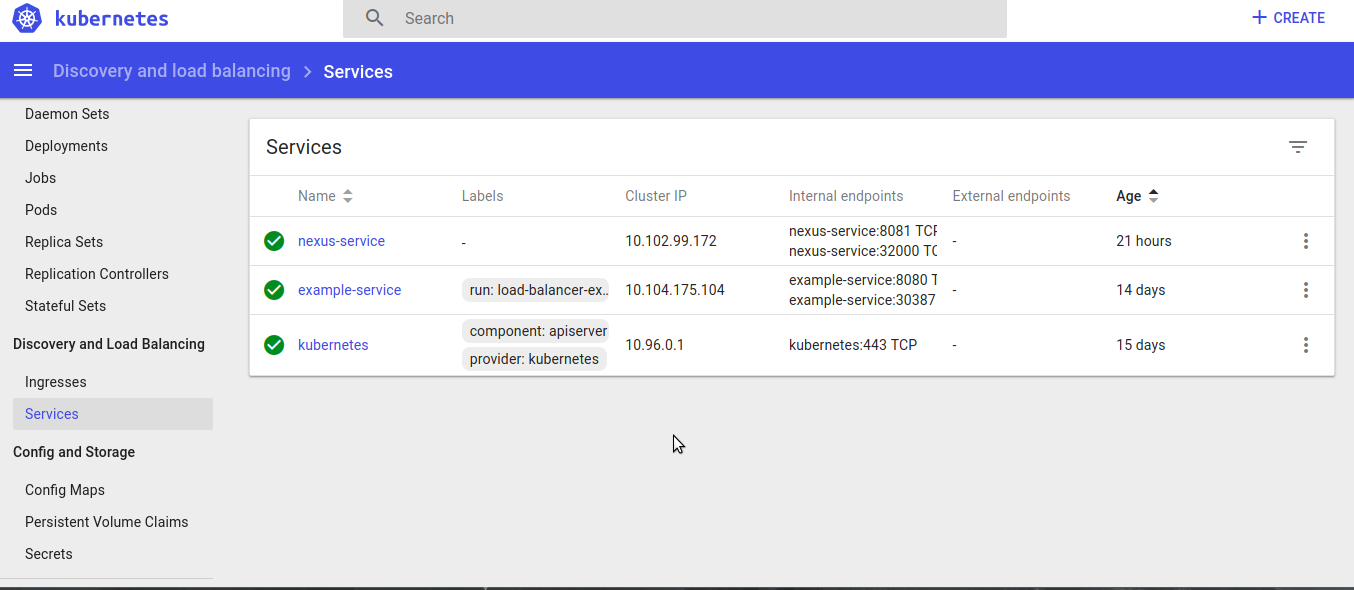 kubernetes
Search
CREATE
Discovery and load balancing > Services
Daemon Sets
Deployments
Jobs
Pods
Replica Sets
Replication Controllers
Stateful Sets
Discovery and Load Balancing
Ingresses
Services
Config and Storage
Config Maps
Persistent Volume Claims
Secrets
Services
Name Labels Cluster IP Internal endpoints External endpoints Age
nexus-service - 10.102.99.172 nexus-service:8081 TCP - 21 hours
nexus-service:32000 TC
example-service run: load-balancer-ex.. 10.104.175.104 example-service:8080 T - 14 days
example-service:30387
kubernetes component: apiserver 10.96.0.1 kubernetes:443 TCP - 15 days
provider: kubernetes